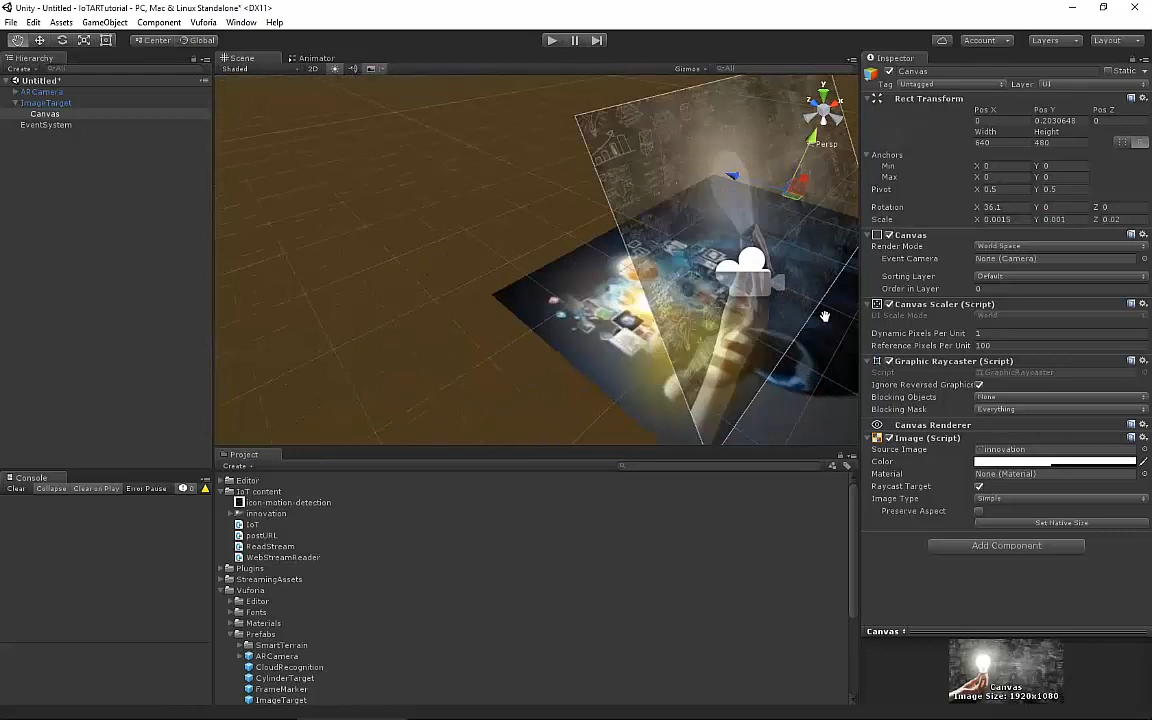 Unity - Untitled - IoTARTutorial - PC, Mac & Linux Standalone* <DX11>
File Edit Assets GameObject Component Vuforia Window Help
Center Global Account Layers Layout
Hierarchy Scene Animator Inspector
Create All Shaded 2D Gizmos All Canvas Static
Untitled* Tag Untagged Layer UI
ARCamera Rect Transform
ImageTarget Pos X Pos Y Pos Z
Canvas 0 0.2030648 0
EventSystem Width Height
640 480
y
x
z
Persp
Anchors
Min X 0 Y 0
Max X 0 Y 0
Pivot X 0.5 Y 0.5
Rotation X 36.1 Y 0 Z 0
Scale X 0.0015 Y 0.001 Z 0.02
Canvas
Render Mode World Space
Event Camera None (Camera)
Sorting Layer Default
Order in Layer 0
Canvas Scaler (Script)
UI Scale Mode World
Dynamic Pixels Per Unit 1
Reference Pixels Per Unit 100
Graphic Raycaster (Script)
Script GraphicRaycaster
Ignore Reversed Graphics
Blocking Objects None
Blocking Mask Everything
Canvas Renderer
Image (Script)
Source Image innovation
Color
Material None (Material)
Raycast Target
Image Type Simple
Preserve Aspect
Set Native Size
Add Component
Canvas
Canvas
Image Size: 1920x1080
Console
Clear Collapse Clear on Play Error Pause 0
Project
Create
Editor
IoT content
icon-motion-detection
innovation
IoT
postURL
ReadStream
WebStreamReader
Plugins
StreamingAssets
Vuforia
Editor
Fonts
Materials
Prefabs
SmartTerrain
ARCamera
CloudRecognition
CylinderTarget
FrameMarker
ImageTarget